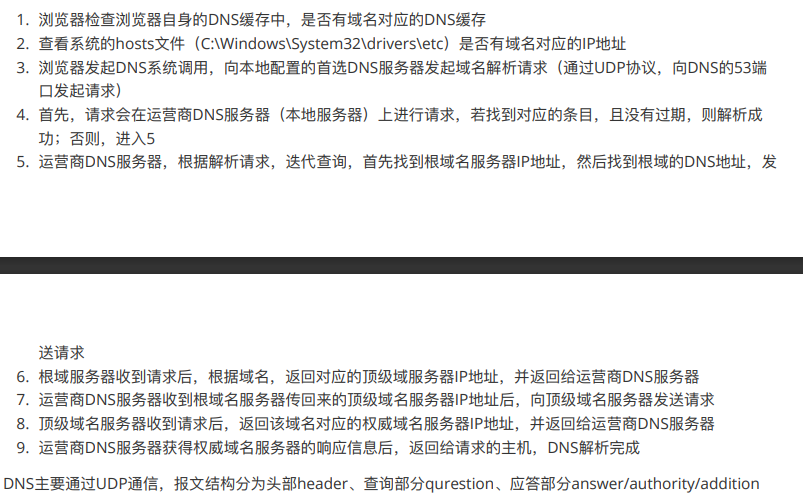 1. 浏览器检查浏览器自身的DNS缓存中，是否有域名对应的DNS缓存
2. 查看系统的hosts文件（C:\Windows\System32\drivers\etc）是否有域名对应的IP地址
3. 浏览器发起DNS系统调用，向本地配置的首选DNS服务器发起域名解析请求（通过UDP协议，向DNS的53端
口发起请求）
4. 首先，请求会在运营商DNS服务器（本地服务器）上进行请求，若找到对应的条目，且没有过期，则解析成
功；否则，进入5
5. 运营商DNS服务器，根据解析请求，迭代查询，首先找到根域名服务器IP地址，然后找到根域的DNS地址，发
送请求
6. 根域服务器收到请求后，根据域名，返回对应的顶级域服务器IP地址，并返回给运营商DNS服务器
7. 运营商DNS服务器收到根域名服务器传回来的顶级域名服务器IP地址后，向顶级域名服务器发送请求
8. 顶级域名服务器收到请求后，返回该域名对应的权威域名服务器IP地址，并返回给运营商DNS服务器
9. 运营商DNS服务器获得权威域名服务器的响应信息后，返回给请求的主机，DNS解析完成
DNS主要通过UDP通信，报文结构分为头部header、查询部分qurestion、应答部分answer/authority/addition